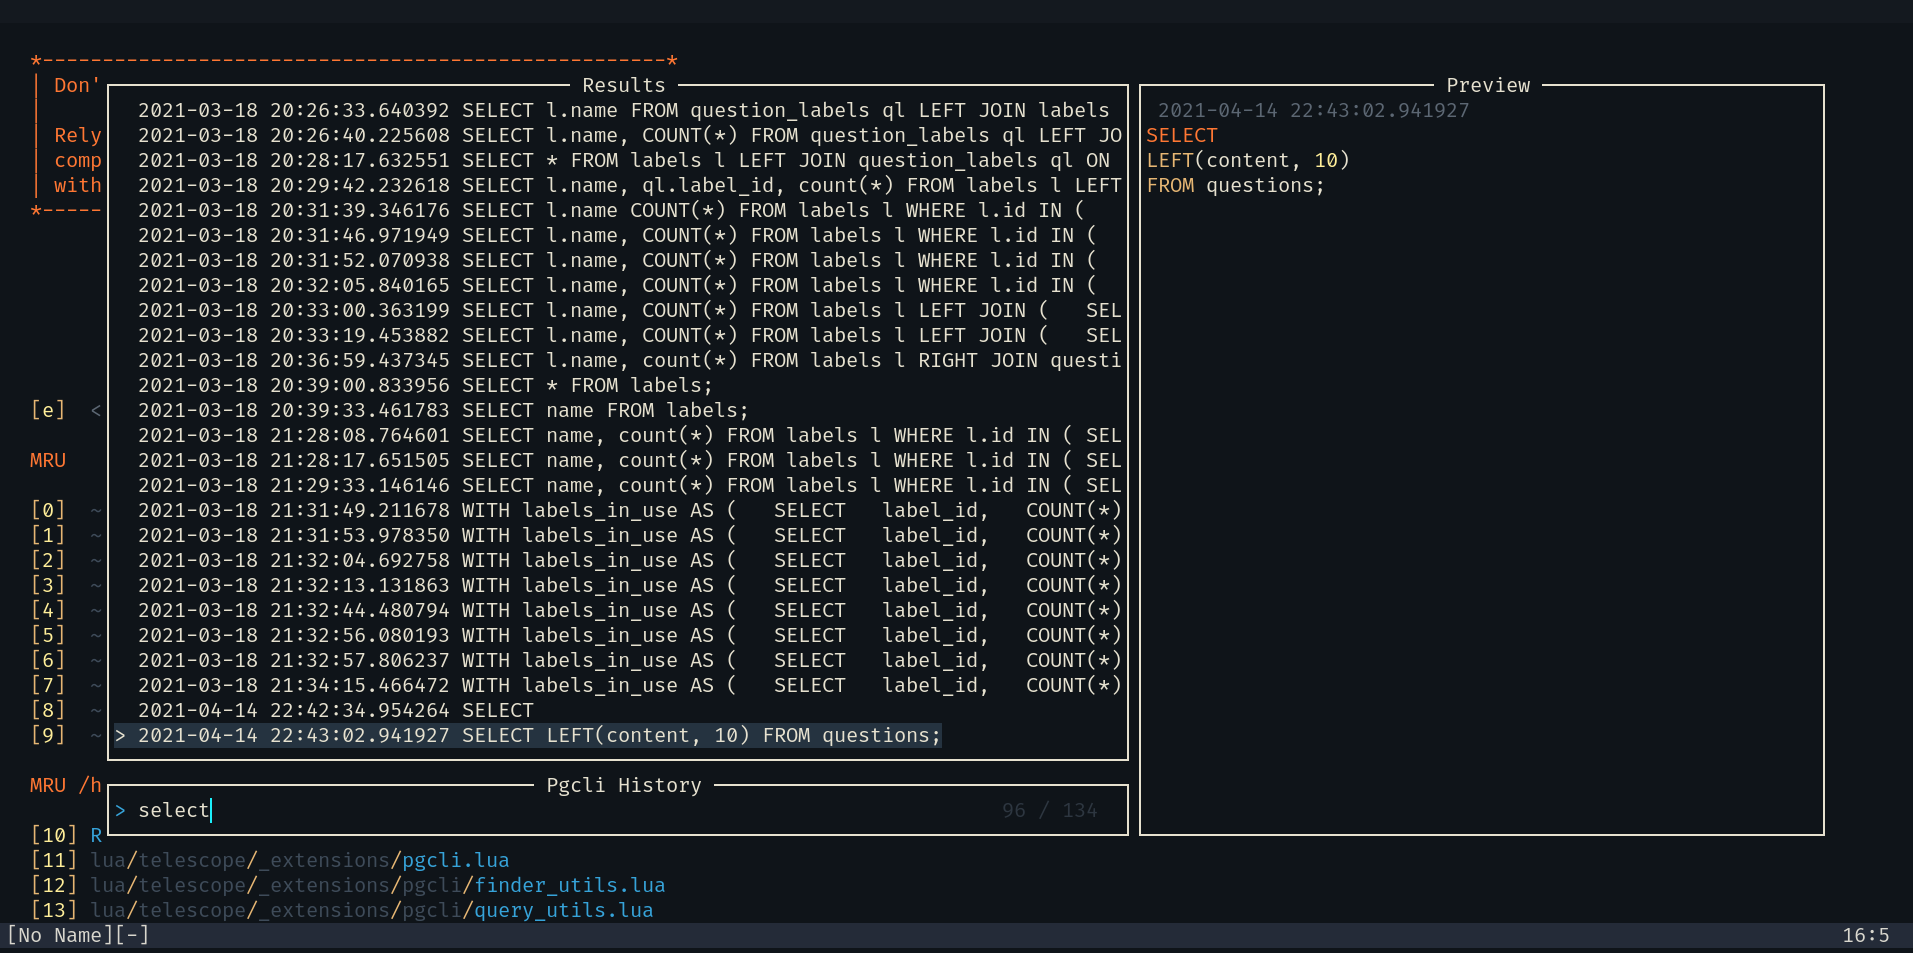 *----------------------------------------------------*
| Don'
|
| Rely
| comp
| with
*-----
[e]  <
MRU
[0]  ~
[1]  ~
[2]  ~
[3]  ~
[4]  ~
[5]  ~
[6]  ~
[7]  ~
[8]  ~
[9]  ~
MRU /h
[10] R
[11] lua/telescope/_extensions/pgcli.lua
[12] lua/telescope/_extensions/pgcli/finder_utils.lua
[13] lua/telescope/_extensions/pgcli/query_utils.lua
Results
2021-03-18 20:26:33.640392 SELECT l.name FROM question_labels ql LEFT JOIN labels
2021-03-18 20:26:40.225608 SELECT l.name, COUNT(*) FROM question_labels ql LEFT JO
2021-03-18 20:28:17.632551 SELECT * FROM labels l LEFT JOIN question_labels ql ON
2021-03-18 20:29:42.232618 SELECT l.name, ql.label_id, count(*) FROM labels l LEFT
2021-03-18 20:31:39.346176 SELECT l.name COUNT(*) FROM labels l WHERE l.id IN (
2021-03-18 20:31:46.971949 SELECT l.name, COUNT(*) FROM labels l WHERE l.id IN (
2021-03-18 20:31:52.070938 SELECT l.name, COUNT(*) FROM labels l WHERE l.id IN (
2021-03-18 20:32:05.840165 SELECT l.name, COUNT(*) FROM labels l WHERE l.id IN (
2021-03-18 20:33:00.363199 SELECT l.name, COUNT(*) FROM labels l LEFT JOIN (   SEL
2021-03-18 20:33:19.453882 SELECT l.name, COUNT(*) FROM labels l LEFT JOIN (   SEL
2021-03-18 20:36:59.437345 SELECT l.name, count(*) FROM labels l RIGHT JOIN questi
2021-03-18 20:39:00.833956 SELECT * FROM labels;
2021-03-18 20:39:33.461783 SELECT name FROM labels;
2021-03-18 21:28:08.764601 SELECT name, count(*) FROM labels l WHERE l.id IN ( SEL
2021-03-18 21:28:17.651505 SELECT name, count(*) FROM labels l WHERE l.id IN ( SEL
2021-03-18 21:29:33.146146 SELECT name, count(*) FROM labels l WHERE l.id IN ( SEL
2021-03-18 21:31:49.211678 WITH labels_in_use AS (   SELECT   label_id,   COUNT(*)
2021-03-18 21:31:53.978350 WITH labels_in_use AS (   SELECT   label_id,   COUNT(*)
2021-03-18 21:32:04.692758 WITH labels_in_use AS (   SELECT   label_id,   COUNT(*)
2021-03-18 21:32:13.131863 WITH labels_in_use AS (   SELECT   label_id,   COUNT(*)
2021-03-18 21:32:44.480794 WITH labels_in_use AS (   SELECT   label_id,   COUNT(*)
2021-03-18 21:32:56.080193 WITH labels_in_use AS (   SELECT   label_id,   COUNT(*)
2021-03-18 21:32:57.806237 WITH labels_in_use AS (   SELECT   label_id,   COUNT(*)
2021-03-18 21:34:15.466472 WITH labels_in_use AS (   SELECT   label_id,   COUNT(*)
2021-04-14 22:42:34.954264 SELECT
> 2021-04-14 22:43:02.941927 SELECT LEFT(content, 10) FROM questions;
Pgcli History
> select 96 / 134
Preview
2021-04-14 22:43:02.941927
SELECT
LEFT(content, 10)
FROM questions;
[No Name][-] 16:5